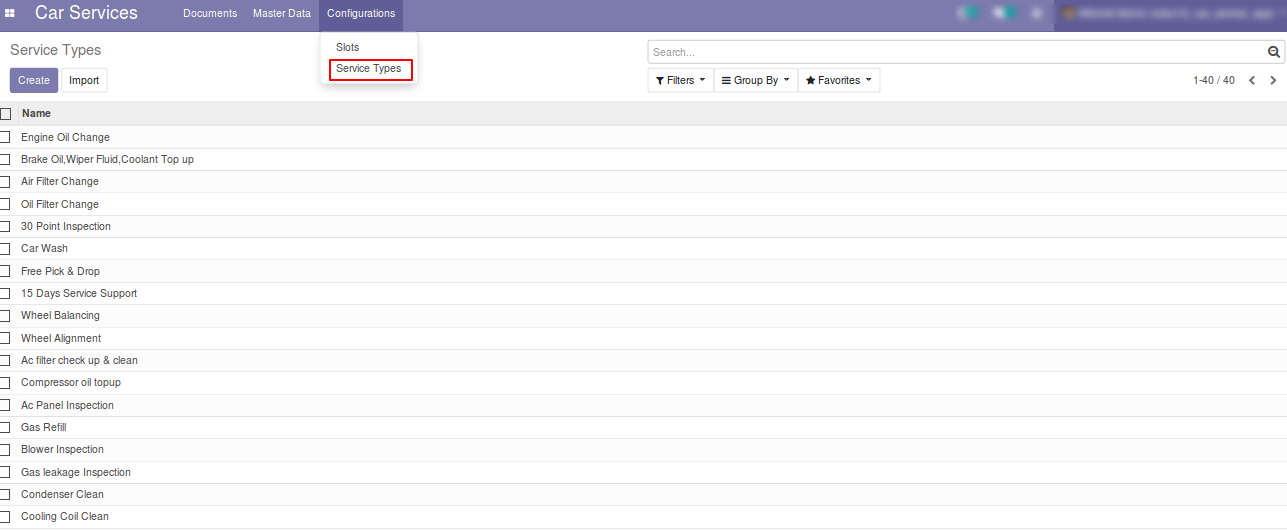 Car Services
Documents
Master Data
Configurations
Slots
Service Types
Service Types
Search...
Create
Import
Filters
Group By
Favorites
1-40 / 40
Name
Engine Oil Change
Brake Oil,Wiper Fluid,Coolant Top up
Air Filter Change
Oil Filter Change
30 Point Inspection
Car Wash
Free Pick & Drop
15 Days Service Support
Wheel Balancing
Wheel Alignment
Ac filter check up & clean
Compressor oil topup
Ac Panel Inspection
Gas Refill
Blower Inspection
Gas leakage Inspection
Condenser Clean
Cooling Coil Clean